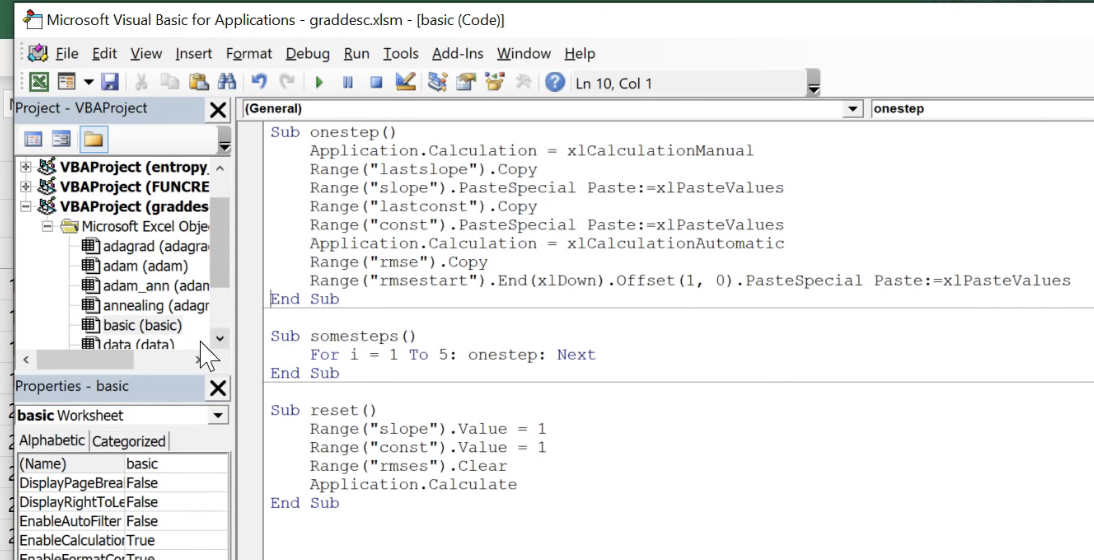 Microsoft Visual Basic for Applications - graddesc.xlsm - [basic (Code)]
File Edit View Insert Format Debug Run Tools Add-Ins Window Help
Ln 10, Col 1
Project - VBAProject
VBAProject (entropy_
VBAProject (FUNCRE
VBAProject (graddes
Microsoft Excel Obje
adagrad (adagra
adam (adam)
adam_ann (adan
annealing (adagr
basic (basic)
data (data)
Properties - basic
basic Worksheet
Alphabetic Categorized
(Name) basic
DisplayPageBrea False
DisplayRightToLe False
EnableAutoFilter False
EnableCalculation True
EnableFormatCo True
(General) onestep
Sub onestep()
Application.Calculation = xlCalculationManual
Range("lastslope").Copy
Range("slope").PasteSpecial Paste:=xlPasteValues
Range("lastconst").Copy
Range("const").PasteSpecial Paste:=xlPasteValues
Application.Calculation = xlCalculationAutomatic
Range("rmse").Copy
Range("rmsestart").End(xlDown).Offset(1, 0).PasteSpecial Paste:=xlPasteValues
End Sub
Sub somesteps()
For i = 1 To 5: onestep: Next
End Sub
Sub reset()
Range("slope").Value = 1
Range("const").Value = 1
Range("rmses").Clear
Application.Calculate
End Sub